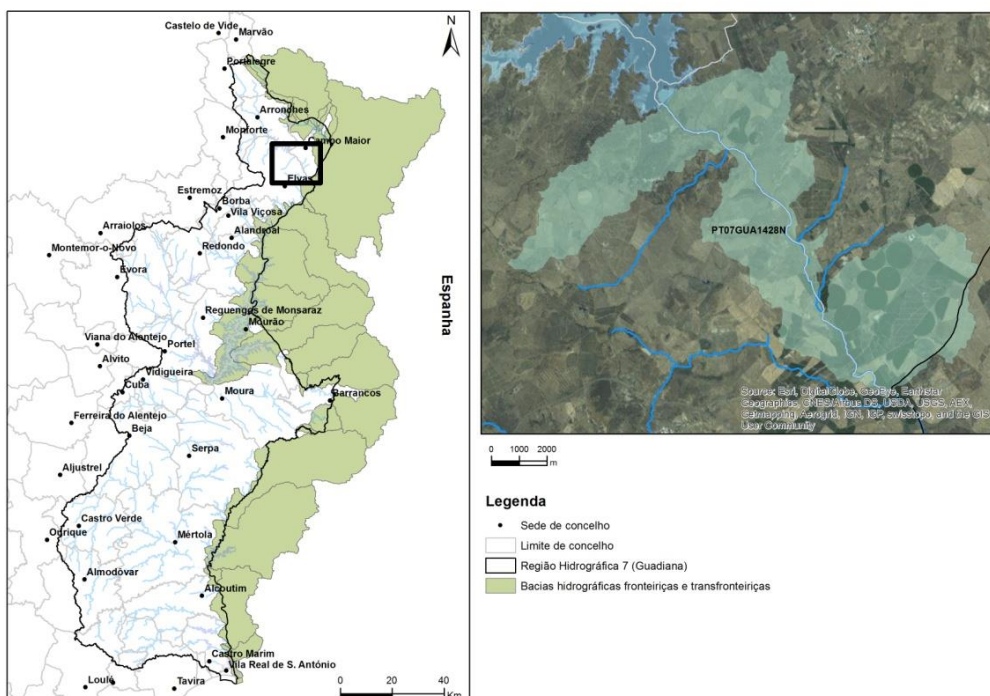 Castelo de Vide
Marvão
N
Portalegre
Arronches
Monforte
Campo Maior
Elvas
Estremoz
Borba
Vila Viçosa
Arraiolos
Alandroal
Montemor-o-Novo
Redondo
Évora
Espanha
Reguengos de Monsaraz
Mourão
Viana do Alentejo
Portel
Alvito
Vidigueira
Cuba
Moura
Barrancos
Ferreira do Alentejo
Beja
Serpa
Aljustrel
Castro Verde
Ourique
Mértola
Almodôvar
Alcoutim
Castro Marim
Vila Real de S. António
Loulé
Tavira
0 20 40
Km
PT07GUA1428N
Source: Esri, DigitalGlobe, GeoEye, Earthstar
Geographics, CNES/Airbus DS, USDA, USGS, AEX,
Getmapping, Aerogrid, IGN, IGP, swisstopo, and the GIS
User Community
0 1000 2000
m
Legenda
Sede de concelho
Limite de concelho
Região Hidrográfica 7 (Guadiana)
Bacias hidrográficas fronteiriças e transfronteiriças